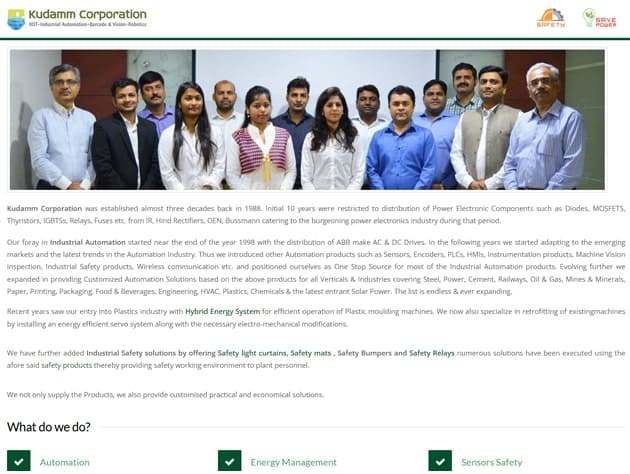 Kudamm Corporation
IIOT•Industrial Automation•Barcode & Vision•Robotics
SAFETY
SAVE
POWER
Kudamm Corporation was established almost three decades back in 1988. Initial 10 years were restricted to distribution of Power Electronic Components such as Diodes, MOSFETS,
Thyristors, IGBTSs, Relays, Fuses etc. from IR, Hind Rectifiers, OEN, Bussmann catering to the burgeoning power electronics industry during that period.
Our foray in Industrial Automation started near the end of the year 1998 with the distribution of ABB make AC & DC Drives. In the following years we started adapting to the emerging
markets and the latest trends in the Automation Industry. Thus we introduced other Automation products such as Sensors, Encoders, PLCs, HMIs, Instrumentation products, Machine Vision
Inspection, Industrial Safety products, Wireless communication etc. and positioned ourselves as One Stop Source for most of the Industrial Automation products. Evolving further we
expanded in providing Customized Automation Solutions based on the above products for all Verticals & Industries covering Steel, Power, Cement, Railways, Oil & Gas, Mines & Minerals,
Paper, Printing, Packaging, Food & Beverages, Engineering, HVAC, Plastics, Chemicals & the latest entrant Solar Power. The list is endless & ever expanding.
Recent years saw our entry into Plastics industry with Hybrid Energy System for efficient operation of Plastic moulding machines. We now also specialize in retrofitting of existingmachines
by installing an energy efficient servo system along with the necessary electro-mechanical modifications.
We have further added Industrial Safety solutions by offering Safety light curtains, Safety mats , Safety Bumpers and Safety Relays numerous solutions have been executed using the
afore said safety products thereby providing safety working environment to plant personnel.
We not only supply the Products, we also provide customised practical and economical solutions.
What do we do?
Automation
Energy Management
Sensors Safety